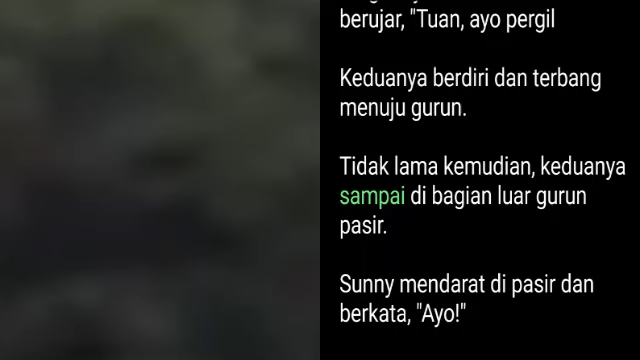 berujar, "Tuan, ayo pergil
Keduanya berdiri dan terbang
menuju gurun.
Tidak lama kemudian, keduanya
sampai di bagian luar gurun
pasir.
Sunny mendarat di pasir dan
berkata, "Ayo!"